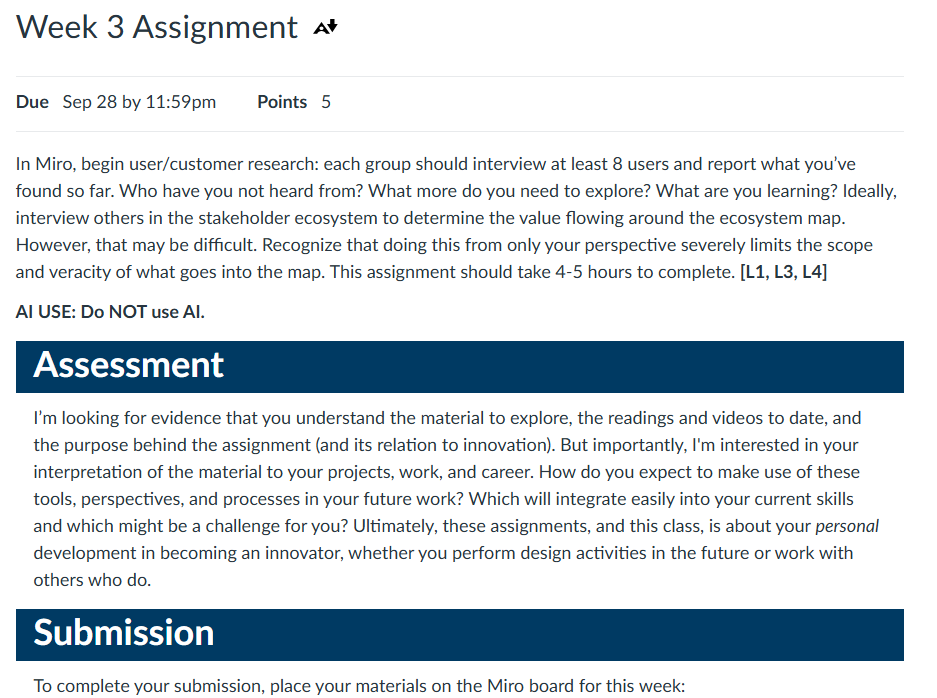 Week 3 Assignment
Due Sep 28 by 11:59pm Points 5
In Miro, begin user/customer research: each group should interview at least 8 users and report what you've
found so far. Who have you not heard from? What more do you need to explore? What are you learning? Ideally,
interview others in the stakeholder ecosystem to determine the value flowing around the ecosystem map.
However, that may be difficult. Recognize that doing this from only your perspective severely limits the scope
and veracity of what goes into the map. This assignment should take 4-5 hours to complete. [L1, L3, L4]
AI USE: Do NOT use AI.
Assessment
I'm looking for evidence that you understand the material to explore, the readings and videos to date, and
the purpose behind the assignment (and its relation to innovation). But importantly, I'm interested in your
interpretation of the material to your projects, work, and career. How do you expect to make use of these
tools, perspectives, and processes in your future work? Which will integrate easily into your current skills
and which might be a challenge for you? Ultimately, these assignments, and this class, is about your personal
development in becoming an innovator, whether you perform design activities in the future or work with
others who do.
Submission
To complete your submission, place your materials on the Miro board for this week: